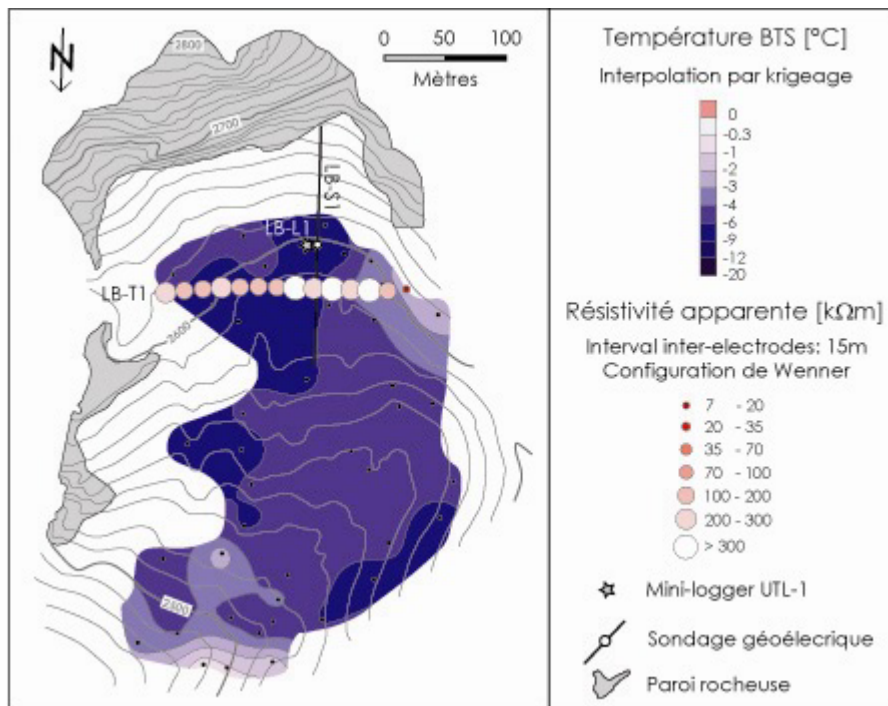 N
0 50 100
Mètres
2800
2700
LB-S1
LB-L1
LB-T1
2600
2500
Température BTS [°C]
Interpolation par krigeage
0
-0.3
-1
-2
-3
-4
-6
-9
-12
-20
Résistivité apparente [kΩm]
Interval inter-electrodes: 15m
Configuration de Wenner
7 - 20
20 - 35
35 - 70
70 - 100
100 - 200
200 - 300
> 300
Mini-logger UTL-1
Sondage géoélecrique
Paroi rocheuse